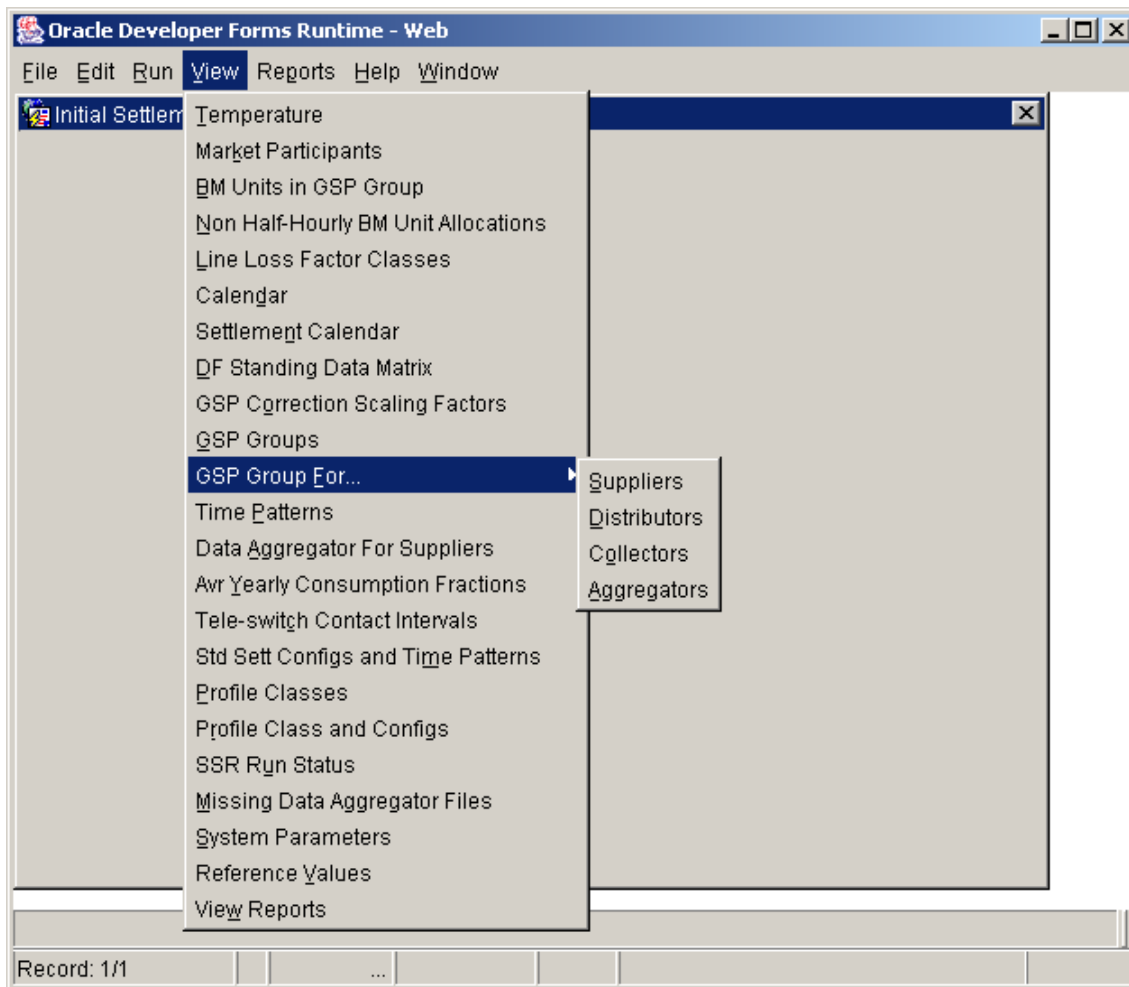 Oracle Developer Forms Runtime - Web
File Edit Run View Reports Help Window
Initial Settlem
Temperature
Market Participants
BM Units in GSP Group
Non Half-Hourly BM Unit Allocations
Line Loss Factor Classes
Calendar
Settlement Calendar
DF Standing Data Matrix
GSP Correction Scaling Factors
GSP Groups
GSP Group For...
Suppliers
Distributors
Collectors
Aggregators
Time Patterns
Data Aggregator For Suppliers
Avr Yearly Consumption Fractions
Tele-switch Contact Intervals
Std Sett Configs and Time Patterns
Profile Classes
Profile Class and Configs
SSR Run Status
Missing Data Aggregator Files
System Parameters
Reference Values
View Reports
Record: 1/1
...